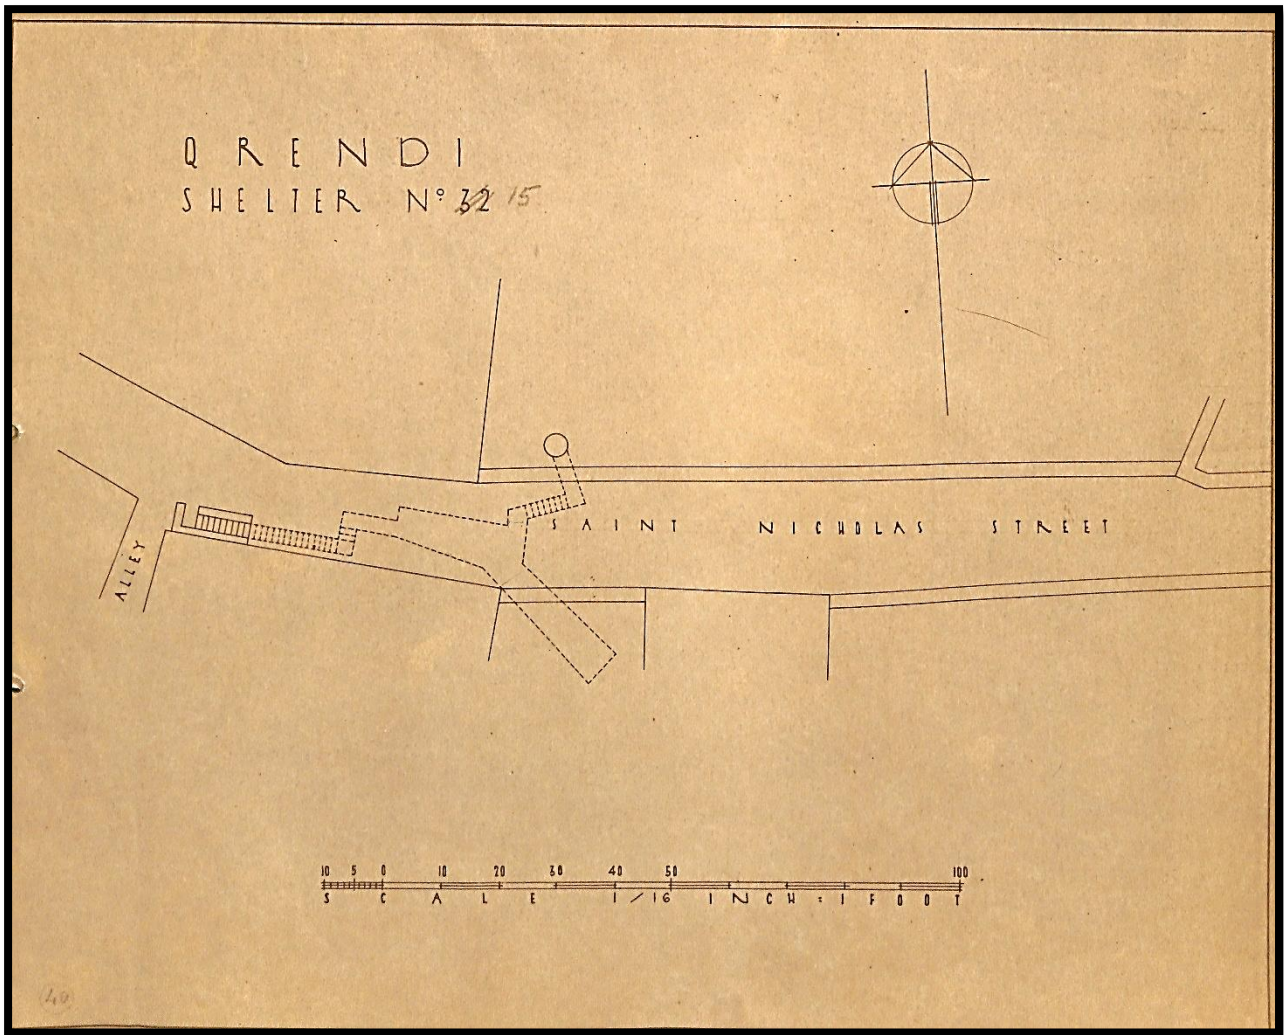 QRENDI
SHELTER Nº 32 15
SAINT NICHOLAS STREET
ALLEY
10 5 0 10 20 30 40 50 100
SCALE 1/16 INCH = 1 FOOT